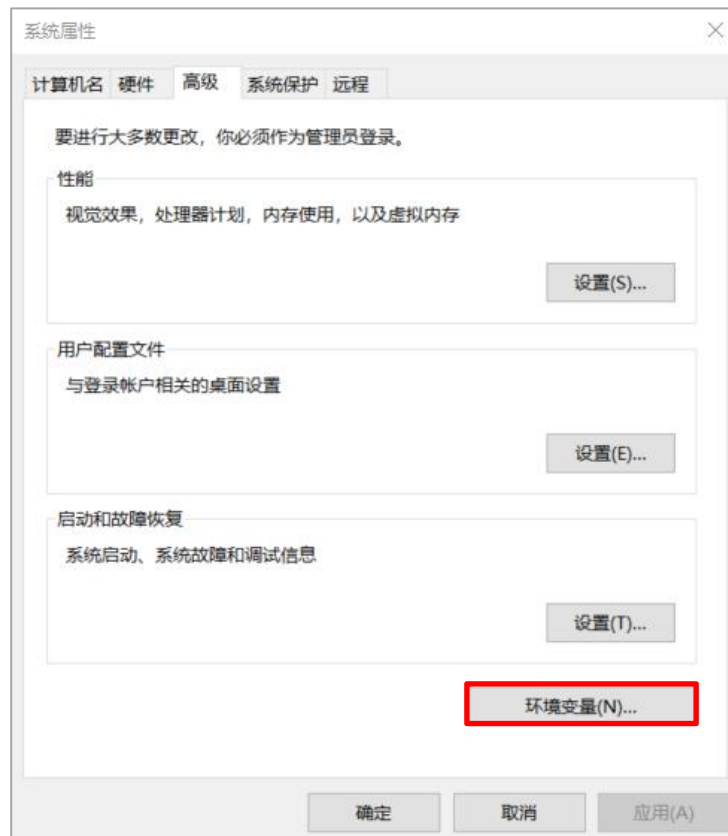 系统属性
计算机名 硬件 高级 系统保护 远程
要进行大多数更改，你必须作为管理员登录。
性能
视觉效果，处理器计划，内存使用，以及虚拟内存
设置(S)...
用户配置文件
与登录帐户相关的桌面设置
设置(E)...
启动和故障恢复
系统启动、系统故障和调试信息
设置(T)...
环境变量(N)...
确定 取消 应用(A)